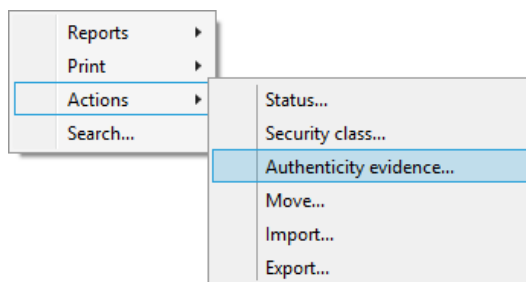 Reports
Print
Actions
Search...
Status...
Security class...
Authenticity evidence...
Move...
Import...
Export...